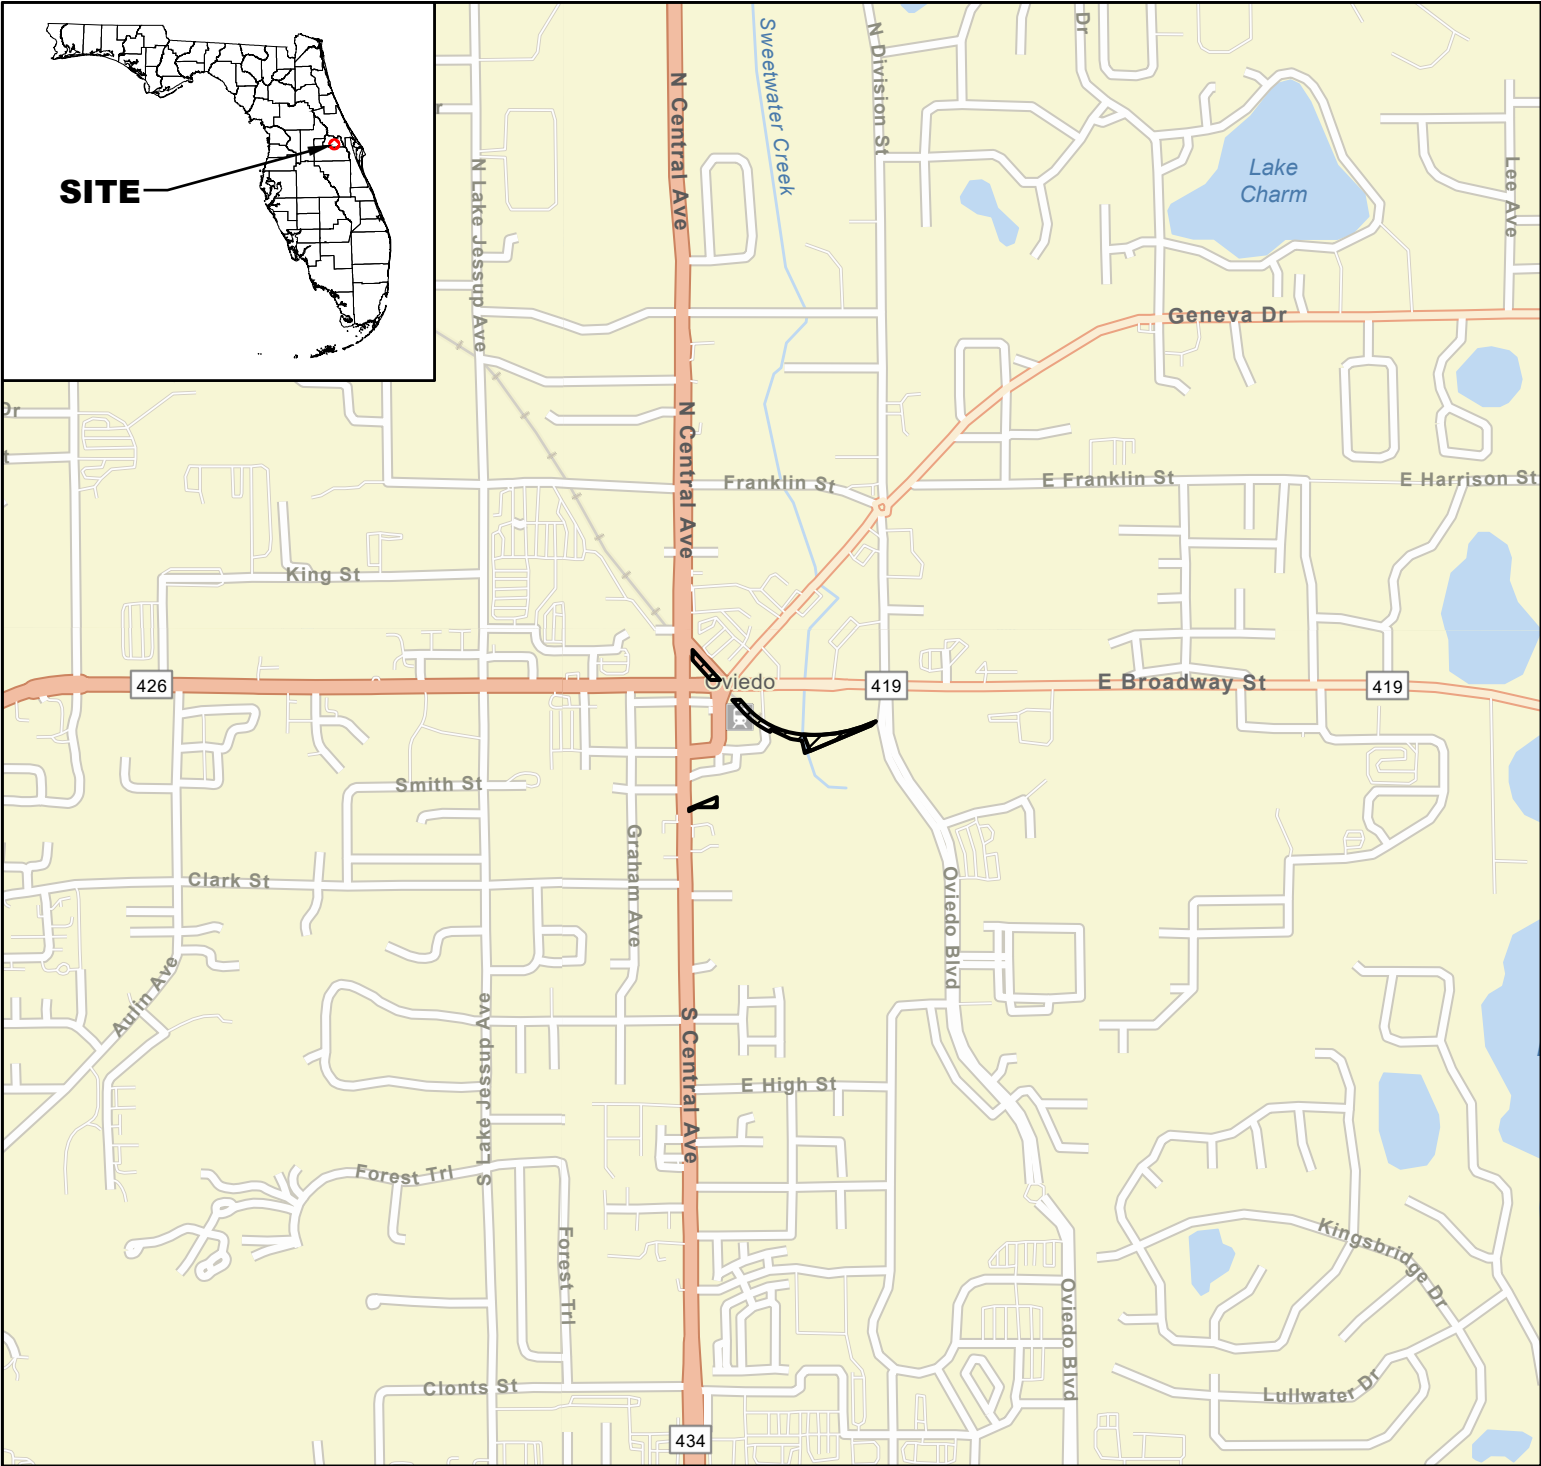 SITE
N Lake Jessup Ave
N Central Ave
Sweetwater Creek
N Division St
Dr
Lake
Charm
Lee Ave
Geneva Dr
Dr
t
r
N Central Ave
Franklin St
E Franklin St
E Harrison St
King St
426
Oviedo
419
E Broadway St
419
Smith St
Graham Ave
Clark St
Oviedo Blvd
Aulin Ave
S Lake Jessup Ave
S Central Ave
E High St
Forest Trl
Forest Trl
Kingsbridge Dr
Oviedo Blvd
Clonts St
Lullwater Dr
434